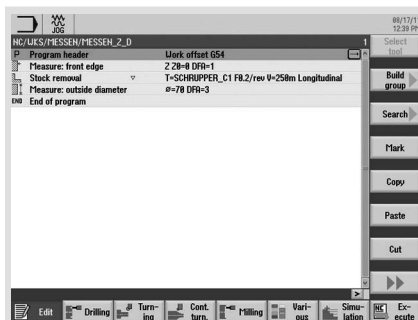 JOG
08/17/1
12:39 PM
NC/WKS/MESSEN/MESSEN_Z_D 1
Select tool
P Program header Work offset G54
Measure: front edge Z Z0=0 DFA=1
Stock removal ▽ T=SCHRUPPER_C1 F0.2/rev V=250m Longitudinal
Measure: outside diameter ø=70 DFA=3
END End of program
Build group
Search
Mark
Copy
Paste
Cut
Edit
Drilling
Turn-
ing
Cont.
turn.
Milling
Vari-
ous
Simu-
lation
NC Ex-
ecute